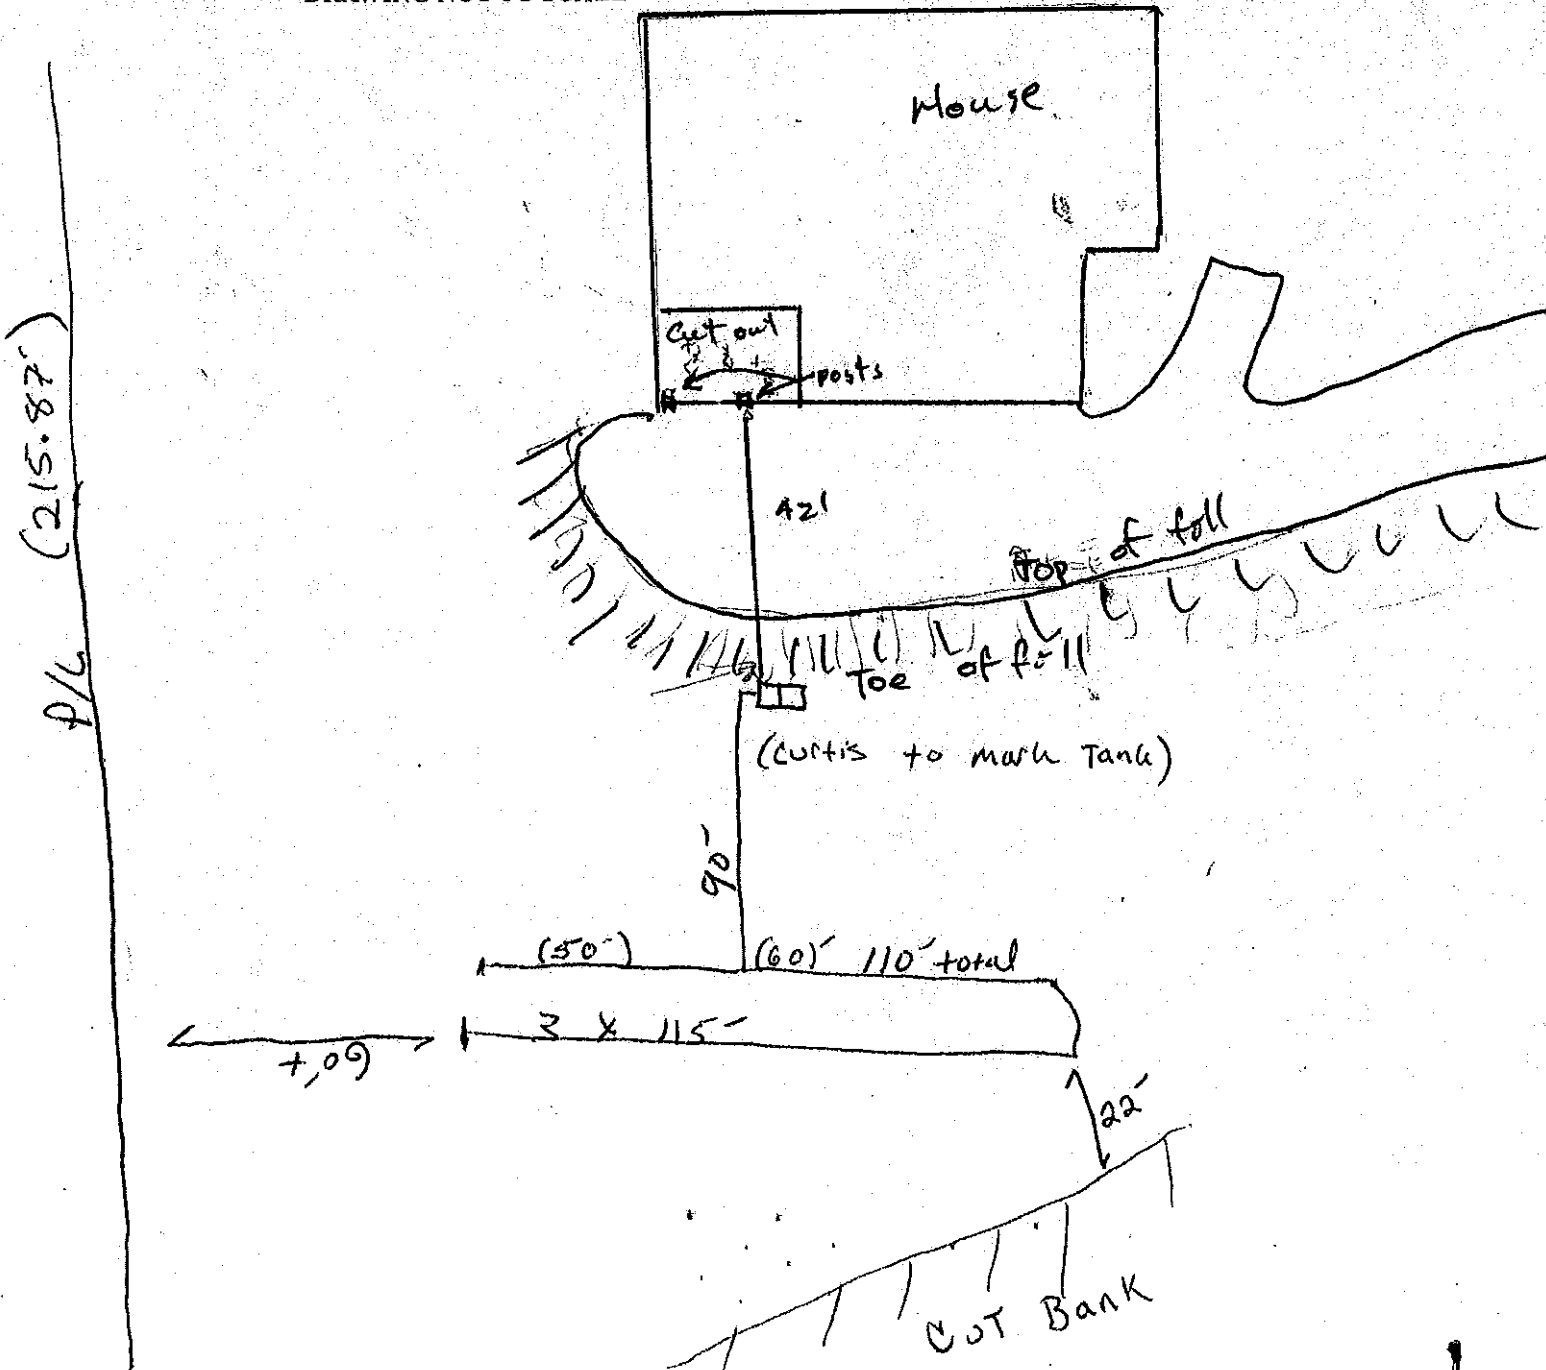 House
Cut out
posts
P/L (215.87')
42'
Top of fill
Toe of fill
(Curtis to mark Tank)
90'
(50') (60)' 110' total
3 x 115'
60'+
22'
Cut Bank